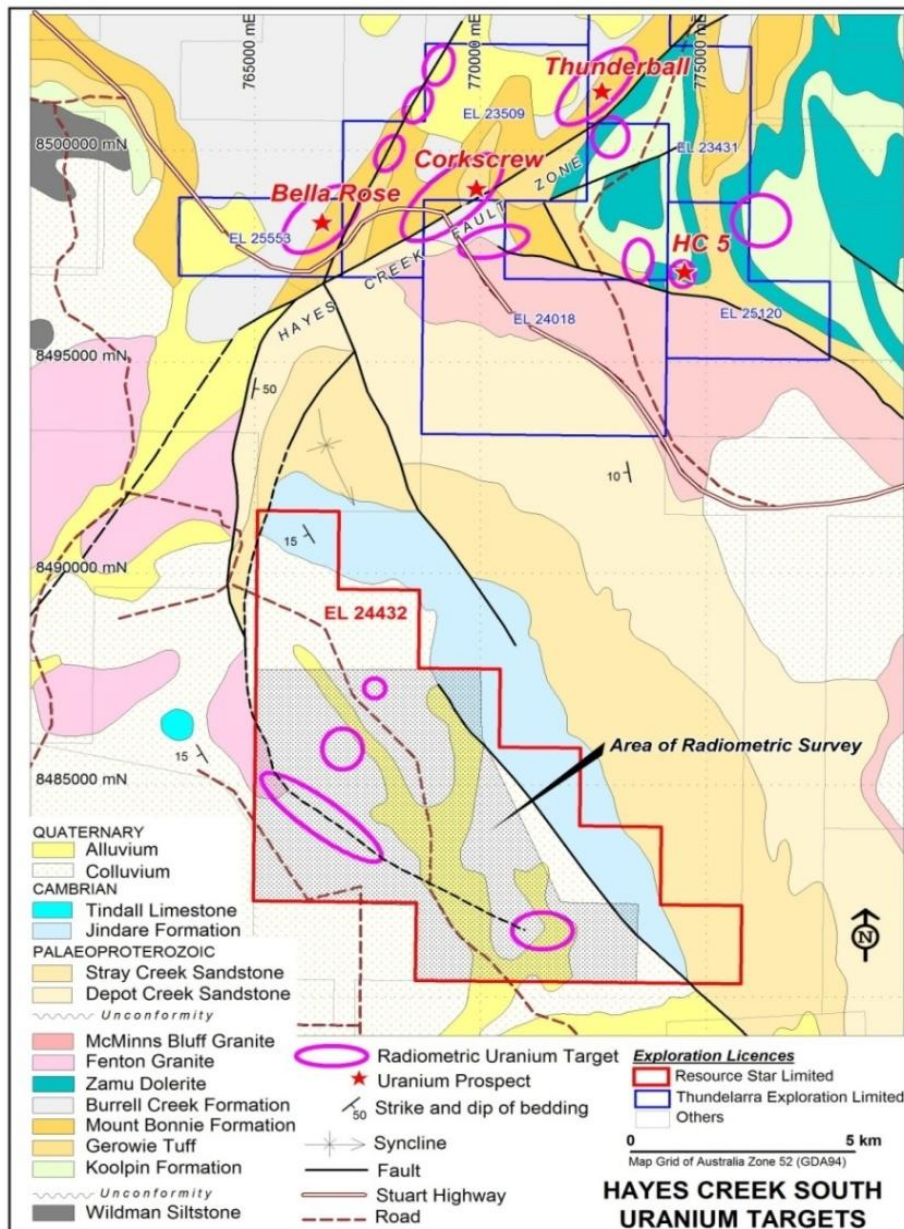 765000 mE
770000 mE
775000 mE
Thunderball
EL 23509
8500000 mN
EL 23431
Corkscrew
Bella Rose
HAYES CREEK FAULT ZONE
EL 25553
HC 5
EL 24018
EL 25120
8495000 mN
50
10
15
8490000 mN
EL 24432
15
Area of Radiometric Survey
8485000 mN
QUATERNARY
Alluvium
Colluvium
CAMBRIAN
Tindall Limestone
Jindare Formation
PALAEOPROTEROZOIC
Stray Creek Sandstone
Depot Creek Sandstone
Unconformity
McMinns Bluff Granite
Fenton Granite
Zamu Dolerite
Burrell Creek Formation
Mount Bonnie Formation
Gerowie Tuff
Koolpin Formation
Unconformity
Wildman Siltstone
Radiometric Uranium Target
Uranium Prospect
50 Strike and dip of bedding
Syncline
Fault
Stuart Highway
Road
N
Exploration Licences
Resource Star Limited
Thundelarra Exploration Limited
Others
0 5 km
Map Grid of Australia Zone 52 (GDA94)
HAYES CREEK SOUTH
URANIUM TARGETS